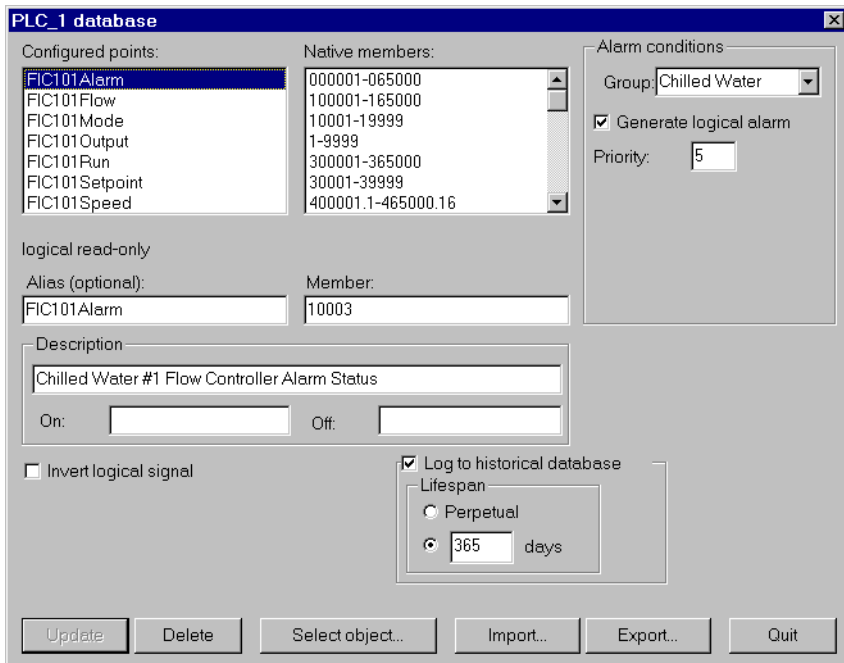 PLC_1 database
Configured points:
FIC101Alarm
FIC101Flow
FIC101Mode
FIC101Output
FIC101Run
FIC101Setpoint
FIC101Speed
Native members:
000001-065000
100001-165000
10001-19999
1-9999
300001-365000
30001-39999
400001.1-465000.16
Alarm conditions
Group: Chilled Water
Generate logical alarm
Priority: 5
logical read-only
Alias (optional):
FIC101Alarm
Member:
10003
Description
Chilled Water #1 Flow Controller Alarm Status
On: Off:
Invert logical signal
Log to historical database
Lifespan
Perpetual
365 days
Update Delete Select object... Import... Export... Quit